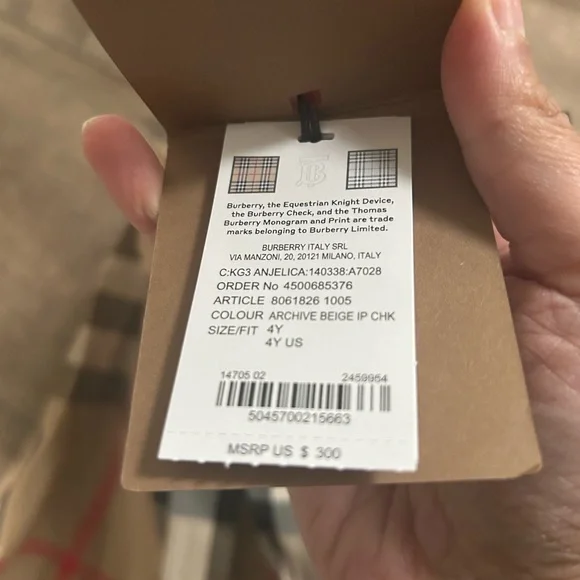 Burberry, the Equestrian Knight Device,
the Burberry Check, and the Thomas
Burberry Monogram and Print are trade
marks belonging to Burberry Limited.
BURBERRY ITALY SRL
VIA MANZONI, 20, 20121 MILANO, ITALY
C:KG3 ANJELICA:140338:A7028
ORDER No 4500685376
ARTICLE 8061826 1005
COLOUR ARCHIVE BEIGE IP CHK
SIZE/FIT 4Y
4Y US
14705 02 2459954
5045700215663
MSRP US $ 300